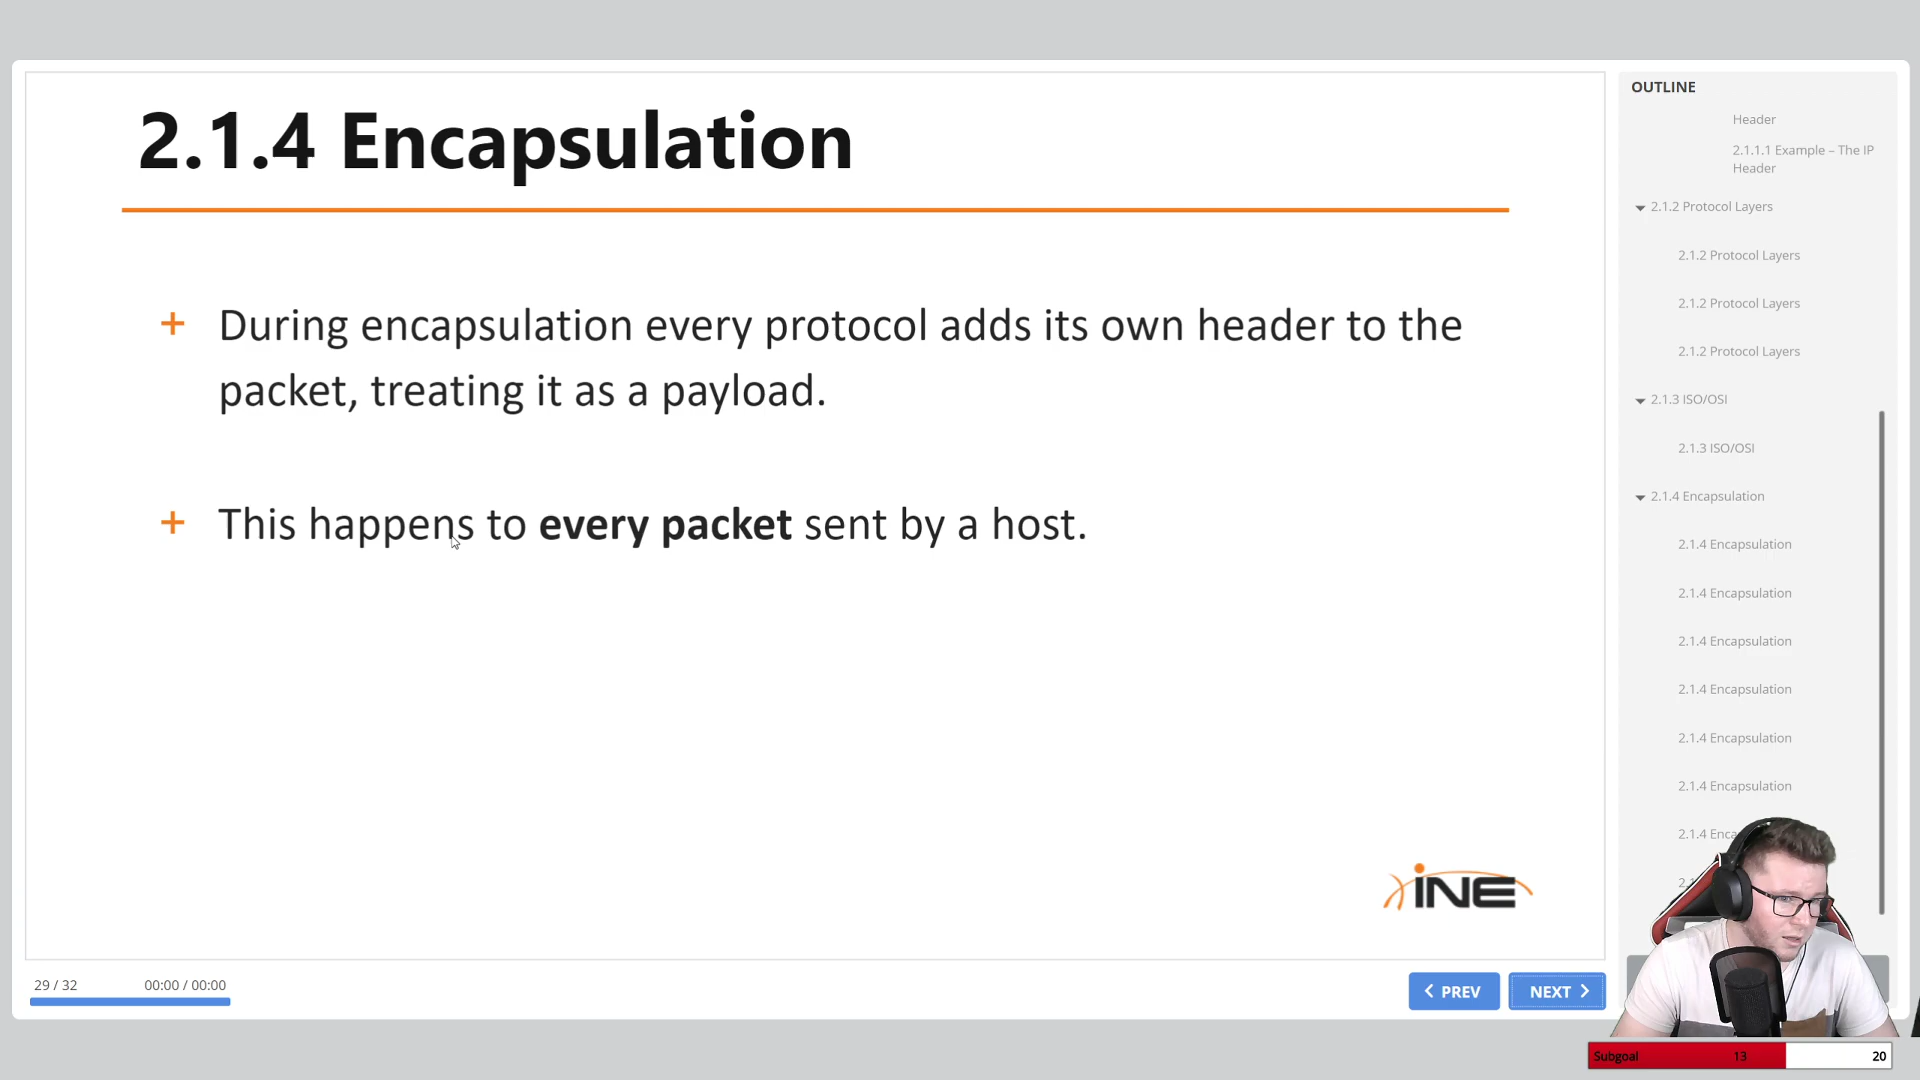 2.1.4 Encapsulation
+ During encapsulation every protocol adds its own header to the
packet, treating it as a payload.
+ This happens to every packet sent by a host.
iNE
29 / 32
00:00 / 00:00
PREV
NEXT
OUTLINE
Header
2.1.1.1 Example – The IP
Header
2.1.2 Protocol Layers
2.1.2 Protocol Layers
2.1.2 Protocol Layers
2.1.2 Protocol Layers
2.1.3 ISO/OSI
2.1.3 ISO/OSI
2.1.4 Encapsulation
2.1.4 Encapsulation
2.1.4 Encapsulation
2.1.4 Encapsulation
2.1.4 Encapsulation
2.1.4 Encapsulation
2.1.4 Encapsulation
2.1.4
Subgoal 13 20